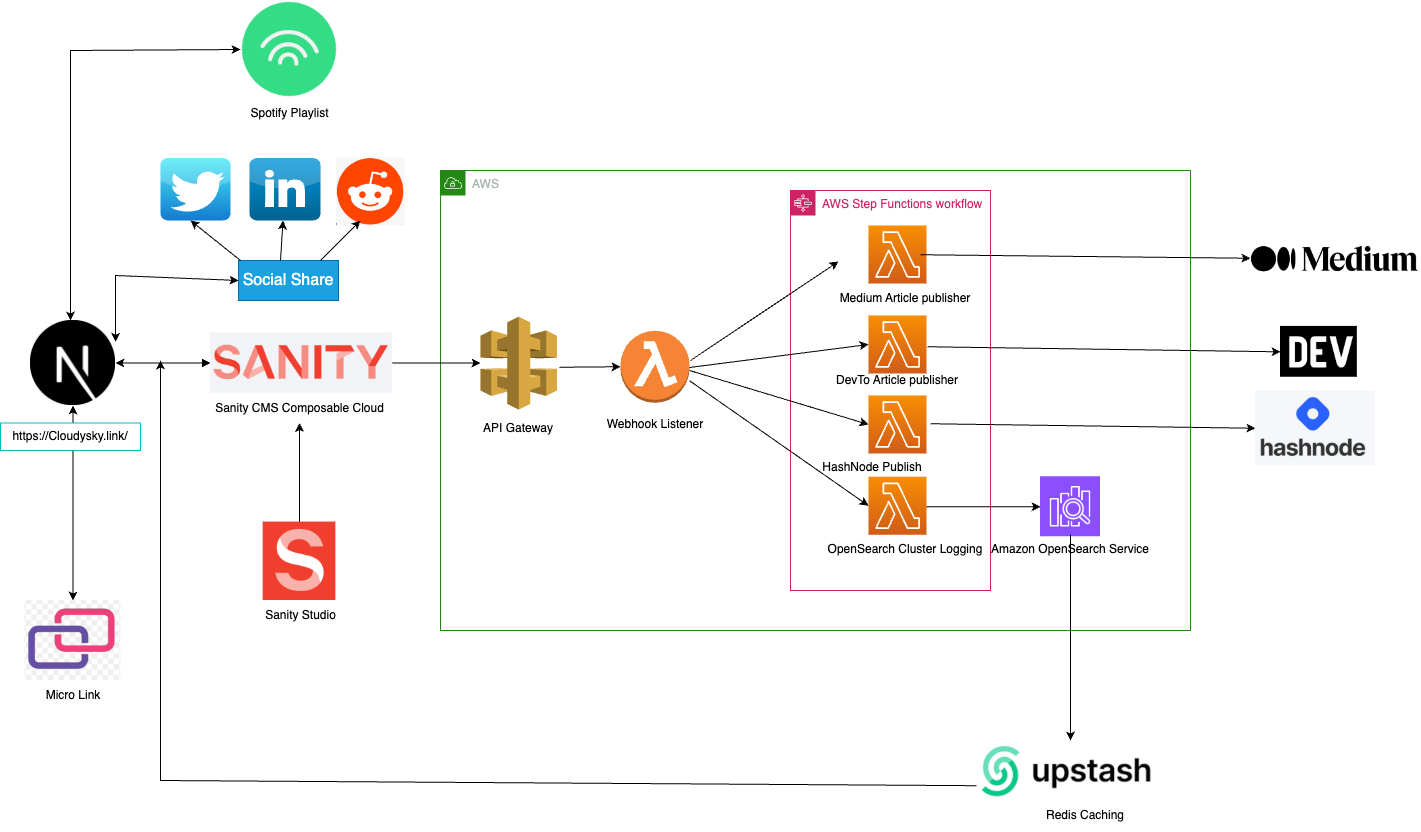 Spotify Playlist
in
Social Share
N
https://Cloudysky.link/
SANITY
Sanity CMS Composable Cloud
S
Sanity Studio
Micro Link
AWS
API Gateway
Webhook Listener
AWS Step Functions workflow
Medium Article publisher
DevTo Article publisher
HashNode Publish
OpenSearch Cluster Logging
Amazon OpenSearch Service
Medium
DEV
hashnode
upstash
Redis Caching